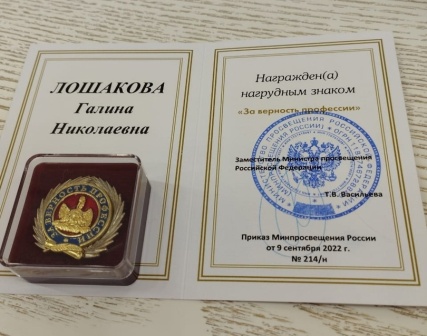 ЛОШАКОВА
Галина
Николаевна
ЗА ВЕРНОСТЬ ПРОФЕССИИ
Награжден(а)
нагрудным знаком
«За верность профессии»
Заместитель Министра просвещения
Российской Федерации
Т.В. Васильева
Приказ Минпросвещения России
от 9 сентября 2022 г.
№ 214/н